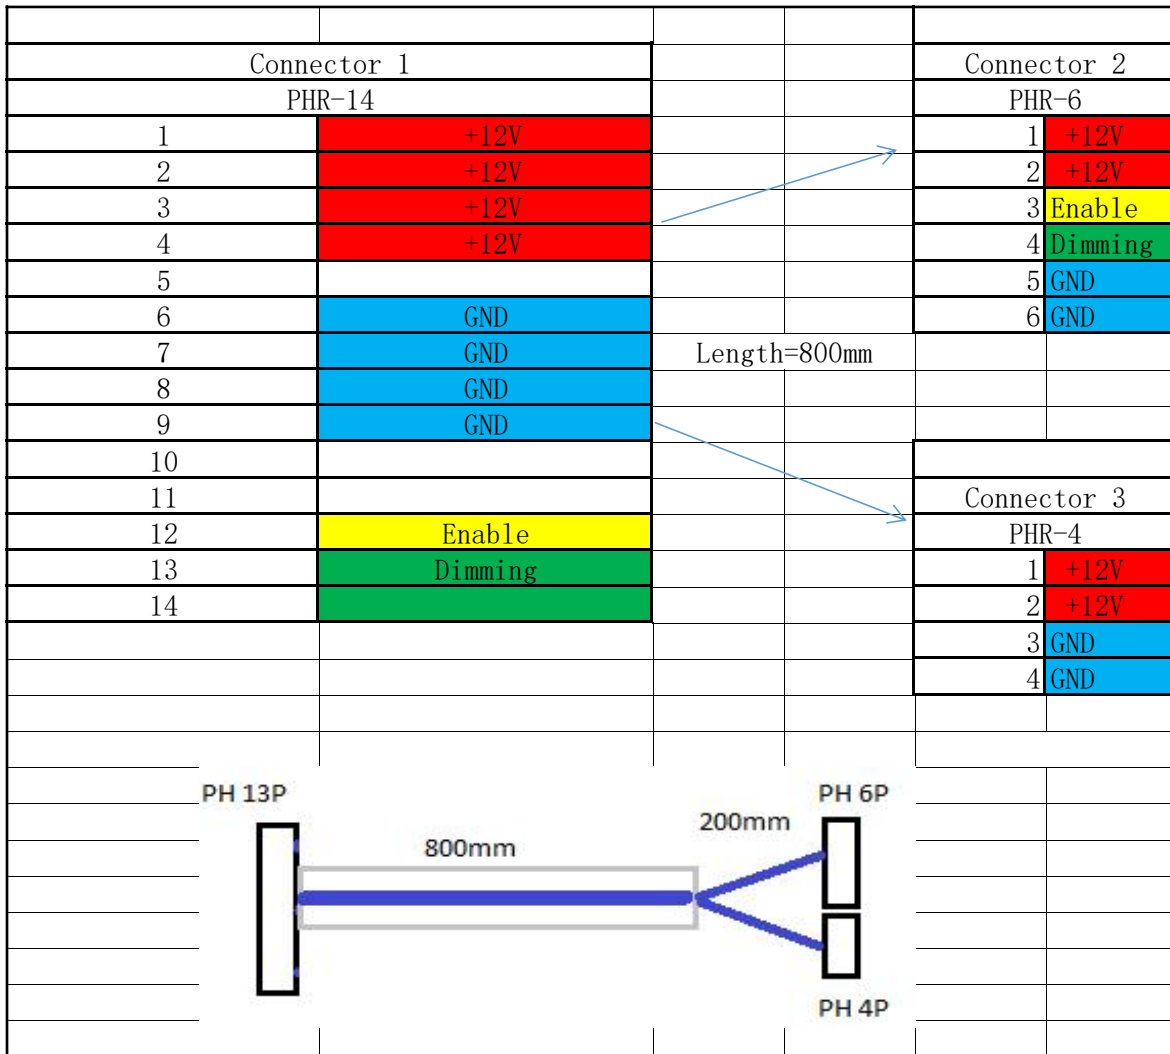 Connector 1 Connector 2
PHR-14 PHR-6
1 +12V 1 +12V
2 +12V 2 +12V
3 +12V 3 Enable
4 +12V 4 Dimming
5 5 GND
6 GND 6 GND
7 GND Length=800mm
8 GND
9 GND
10
11 Connector 3
12 Enable PHR-4
13 Dimming 1 +12V
14 2 +12V
3 GND
4 GND
PH 13P PH 6P
800mm 200mm
PH 4P